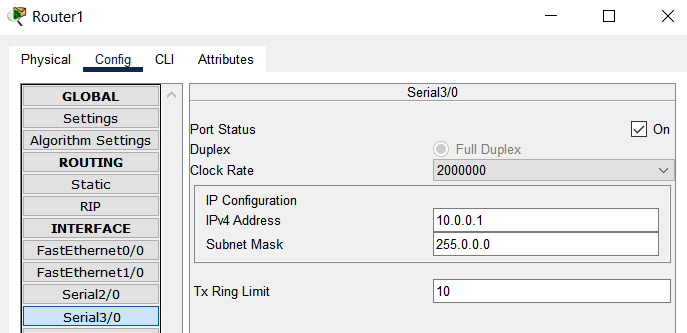 Router1
Physical Config CLI Attributes
GLOBAL
Settings
Algorithm Settings
ROUTING
Static
RIP
INTERFACE
FastEthernet0/0
FastEthernet1/0
Serial2/0
Serial3/0
Serial3/0
Port Status On
Duplex Full Duplex
Clock Rate 2000000
IP Configuration
IPv4 Address 10.0.0.1
Subnet Mask 255.0.0.0
Tx Ring Limit 10